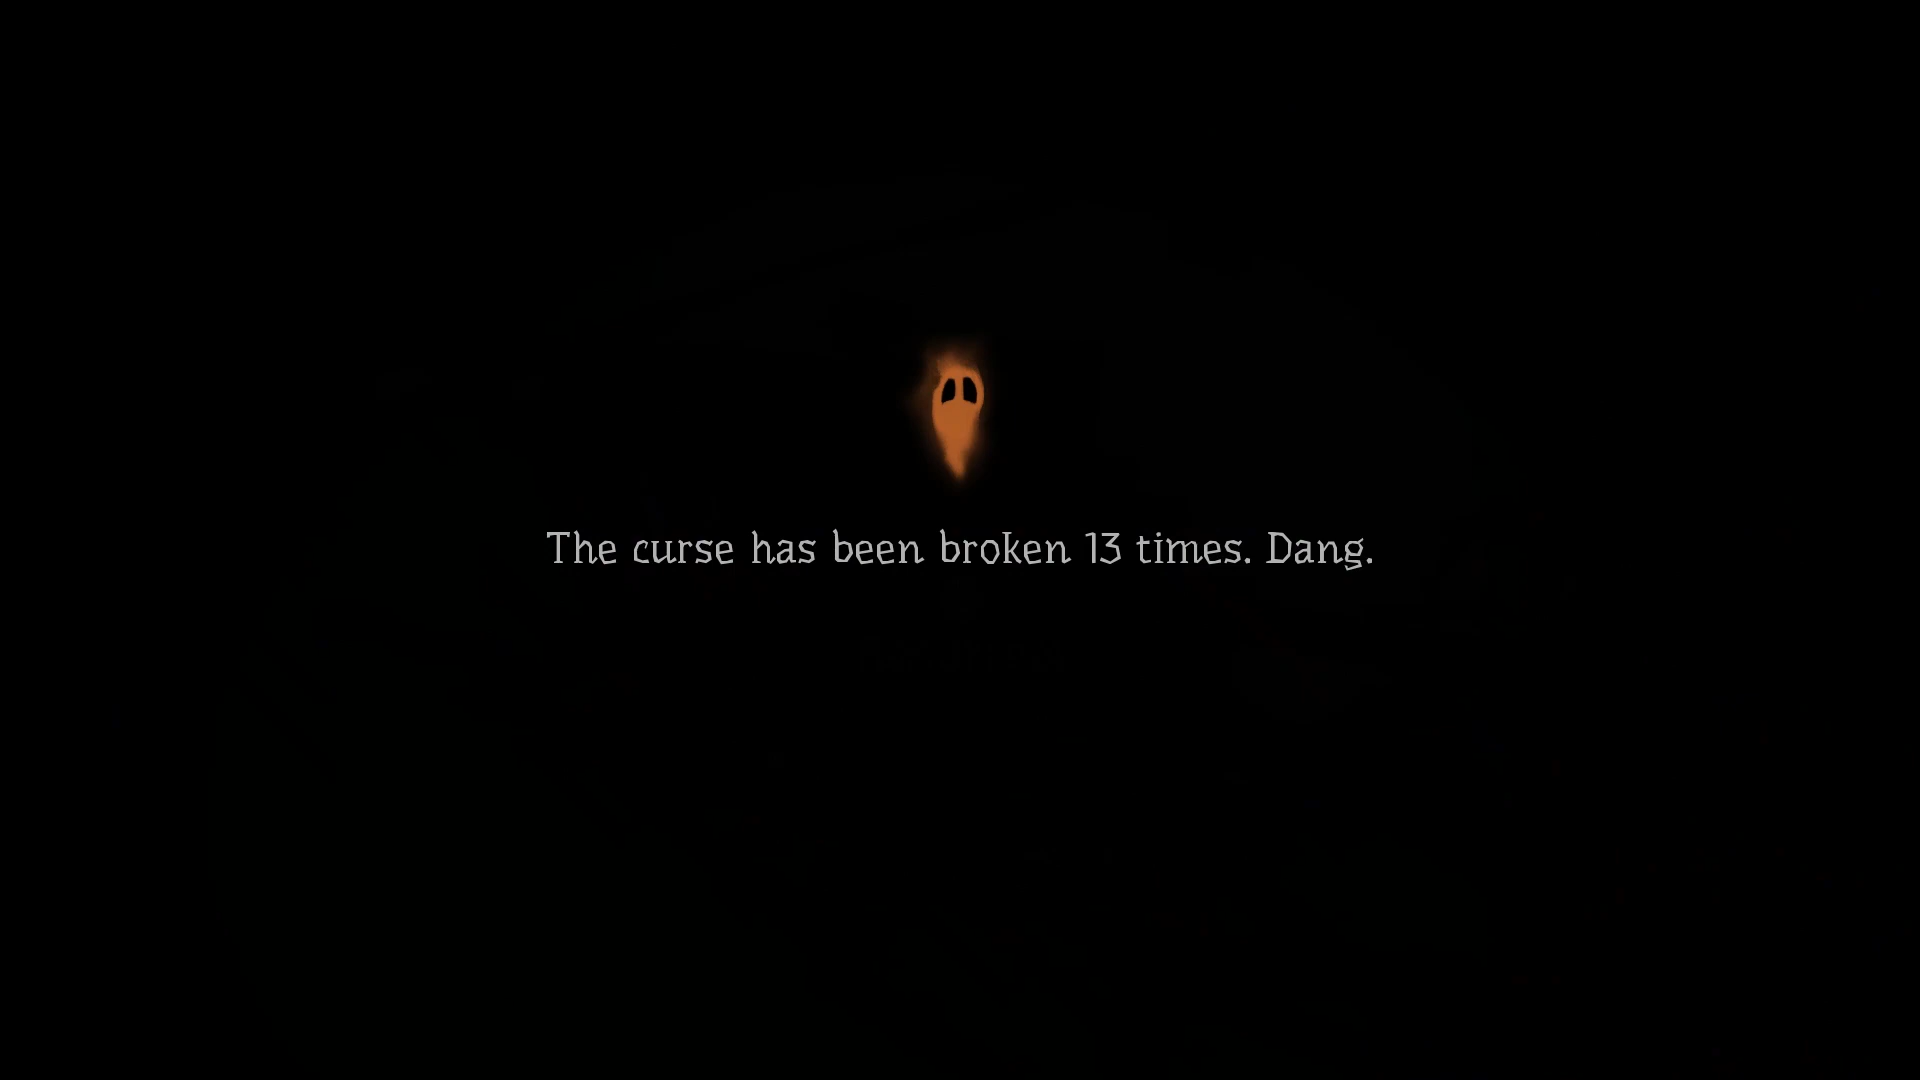 The curse has been broken 13 times. Dang.